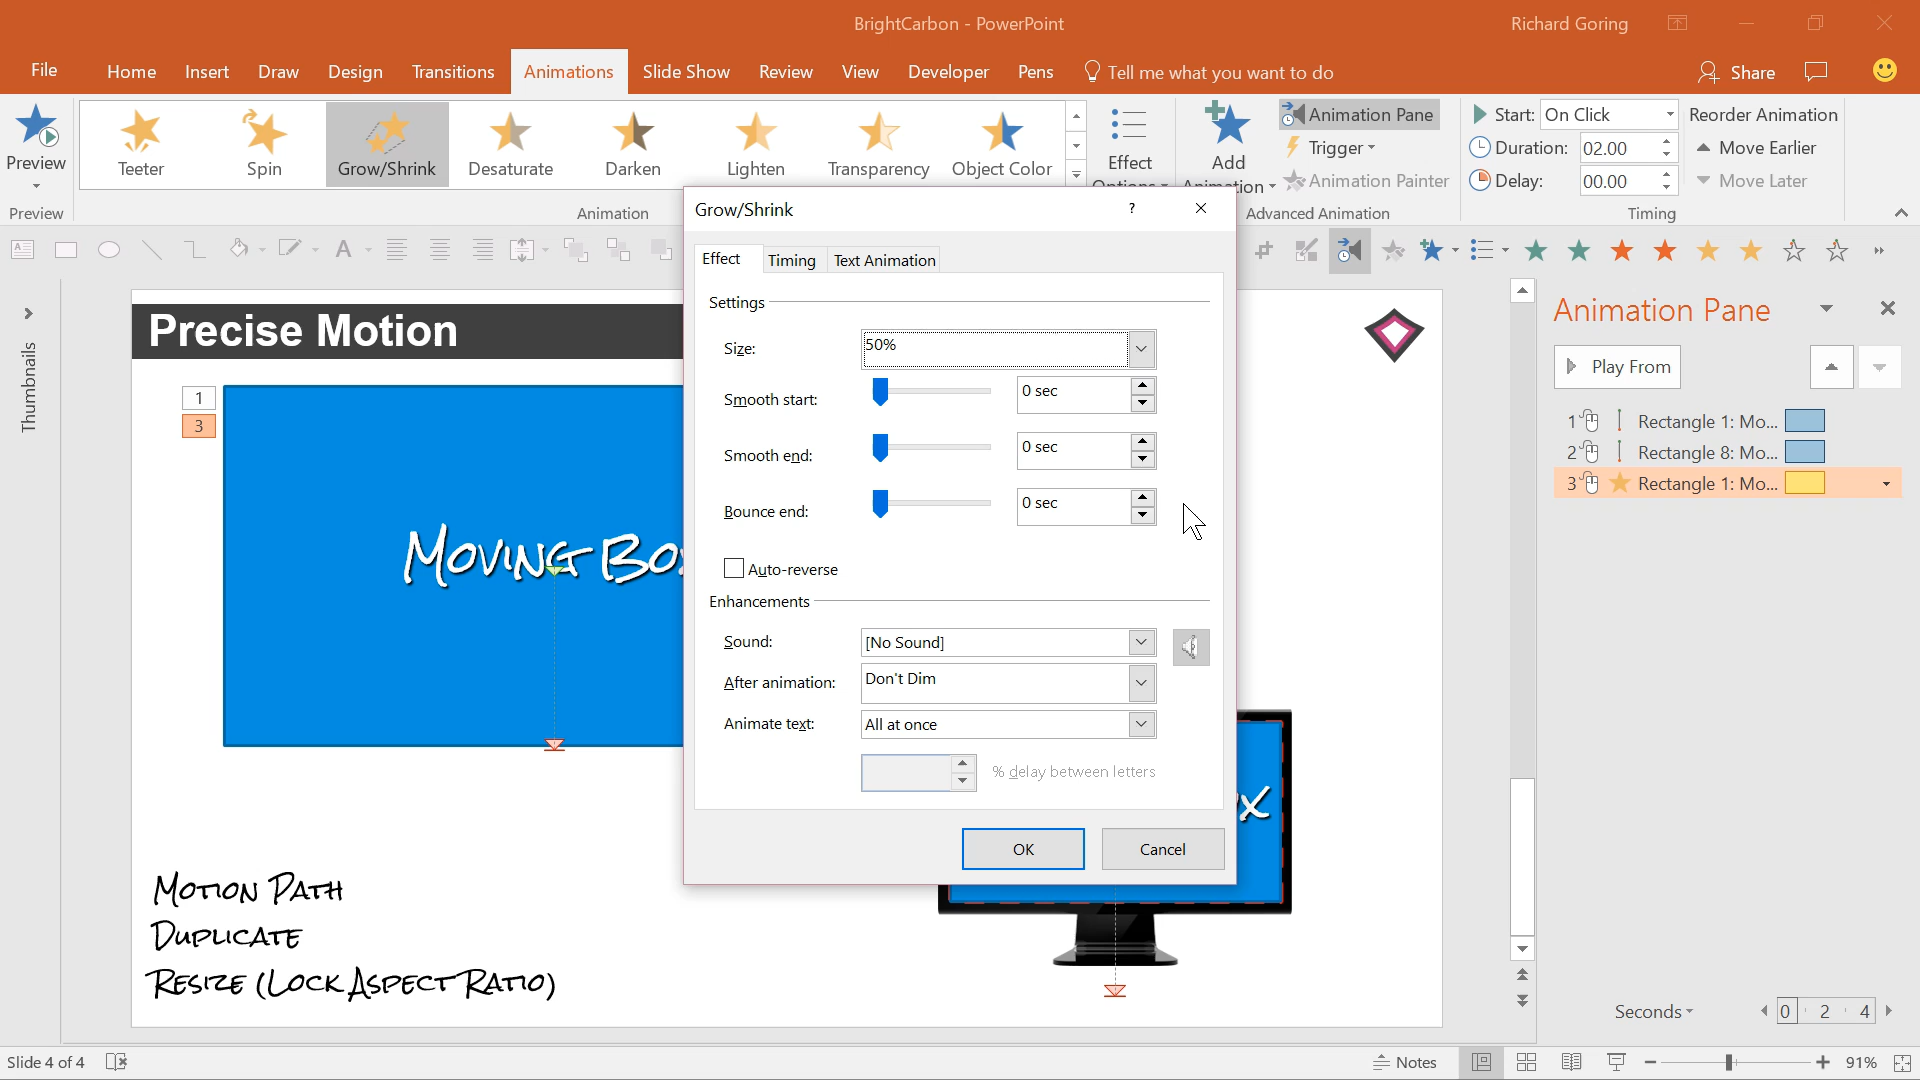 BrightCarbon - PowerPoint
Richard Goring
File Home Insert Draw Design Transitions Animations Slide Show Review View Developer Pens Tell me what you want to do
Share
Preview
Teeter Spin Grow/Shrink Desaturate Darken Lighten Transparency Object Color
Effect
Add
Animation
Animation Pane
Trigger
Animation Painter
Start: On Click
Duration: 02.00
Delay: 00.00
Reorder Animation
Move Earlier
Move Later
Preview
Animation
Advanced Animation
Timing
A
Thumbnails
Precise Motion
1
3
Moving Box
Motion Path
Duplicate
Resize (Lock Aspect Ratio)
Grow/Shrink
?
Effect Timing Text Animation
Settings
Size: 50%
Smooth start: 0 sec
Smooth end: 0 sec
Bounce end: 0 sec
Auto-reverse
Enhancements
Sound: [No Sound]
After animation: Don't Dim
Animate text: All at once
% delay between letters
OK Cancel
Animation Pane
Play From
1 Rectangle 1: Mo...
2 Rectangle 8: Mo...
3 Rectangle 1: Mo...
Seconds 0 2 4
Slide 4 of 4
Notes
91%